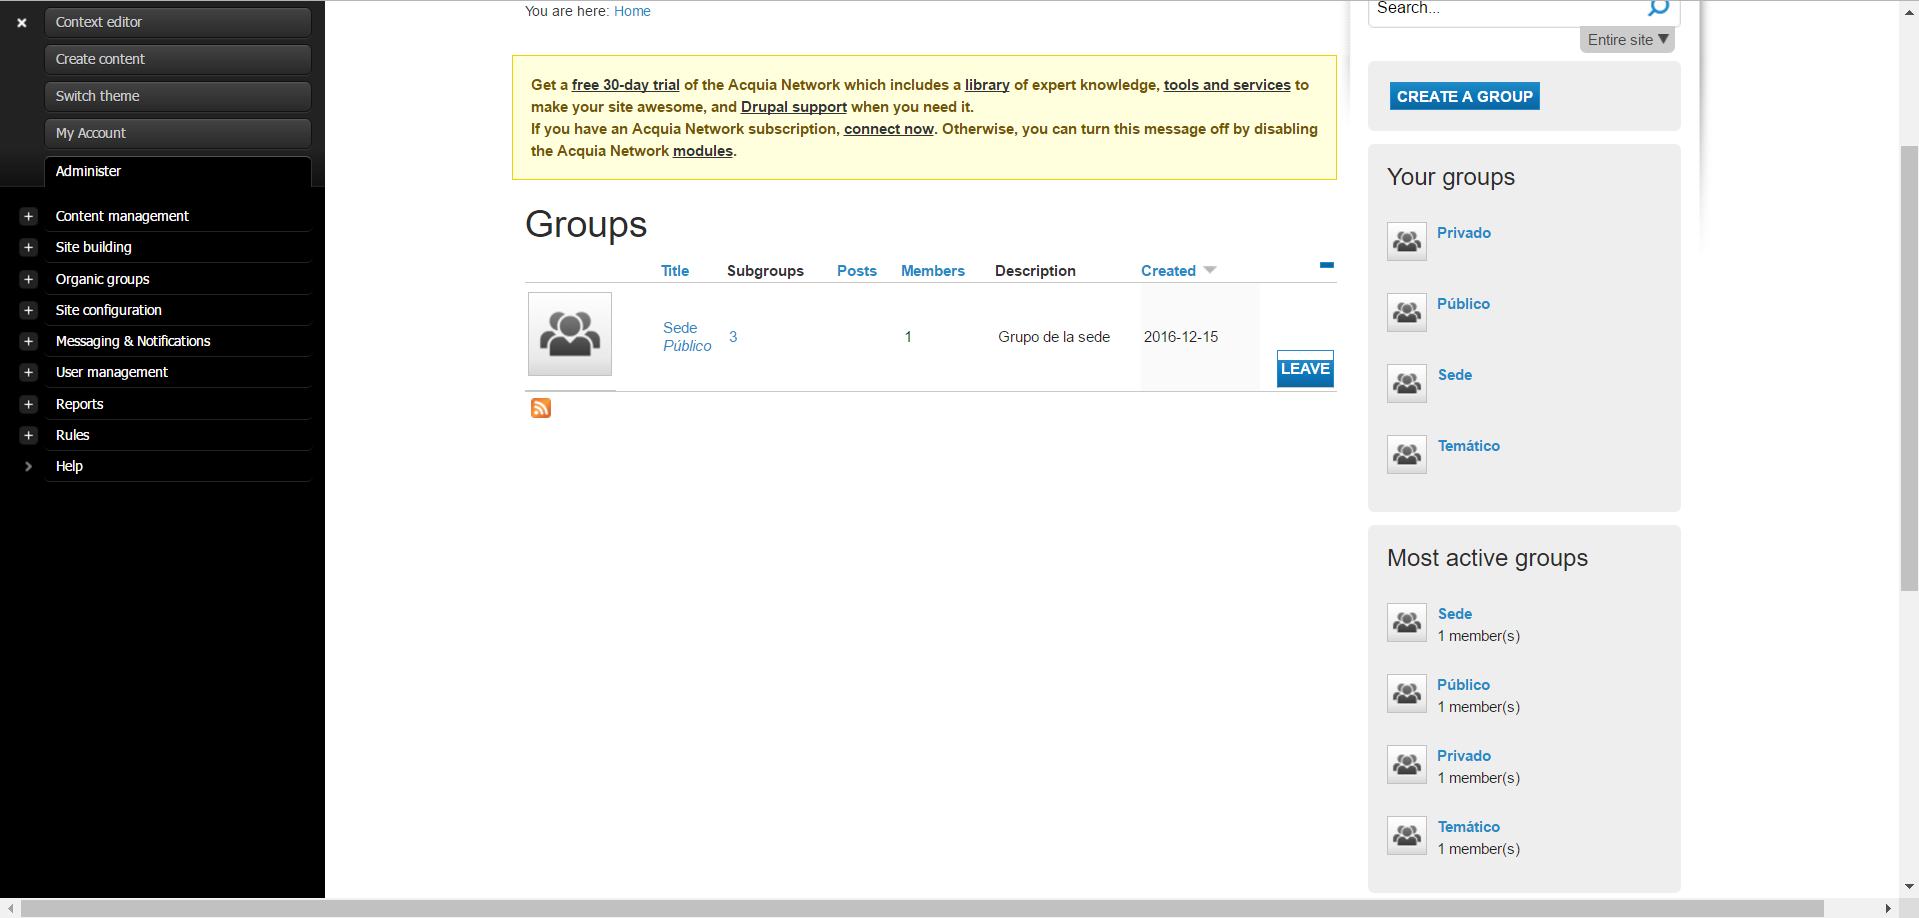 Context editor
Create content
Switch theme
My Account
Administer
Content management
Site building
Organic groups
Site configuration
Messaging & Notifications
User management
Reports
Rules
Help
You are here: Home
Get a free 30-day trial of the Acquia Network which includes a library of expert knowledge, tools and services to
make your site awesome, and Drupal support when you need it.
If you have an Acquia Network subscription, connect now. Otherwise, you can turn this message off by disabling
the Acquia Network modules.
Groups
Title Subgroups Posts Members Description Created
Sede
Público 3 1 Grupo de la sede 2016-12-15
LEAVE
Search...
Entire site ▼
CREATE A GROUP
Your groups
Privado
Público
Sede
Temático
Most active groups
Sede
1 member(s)
Público
1 member(s)
Privado
1 member(s)
Temático
1 member(s)